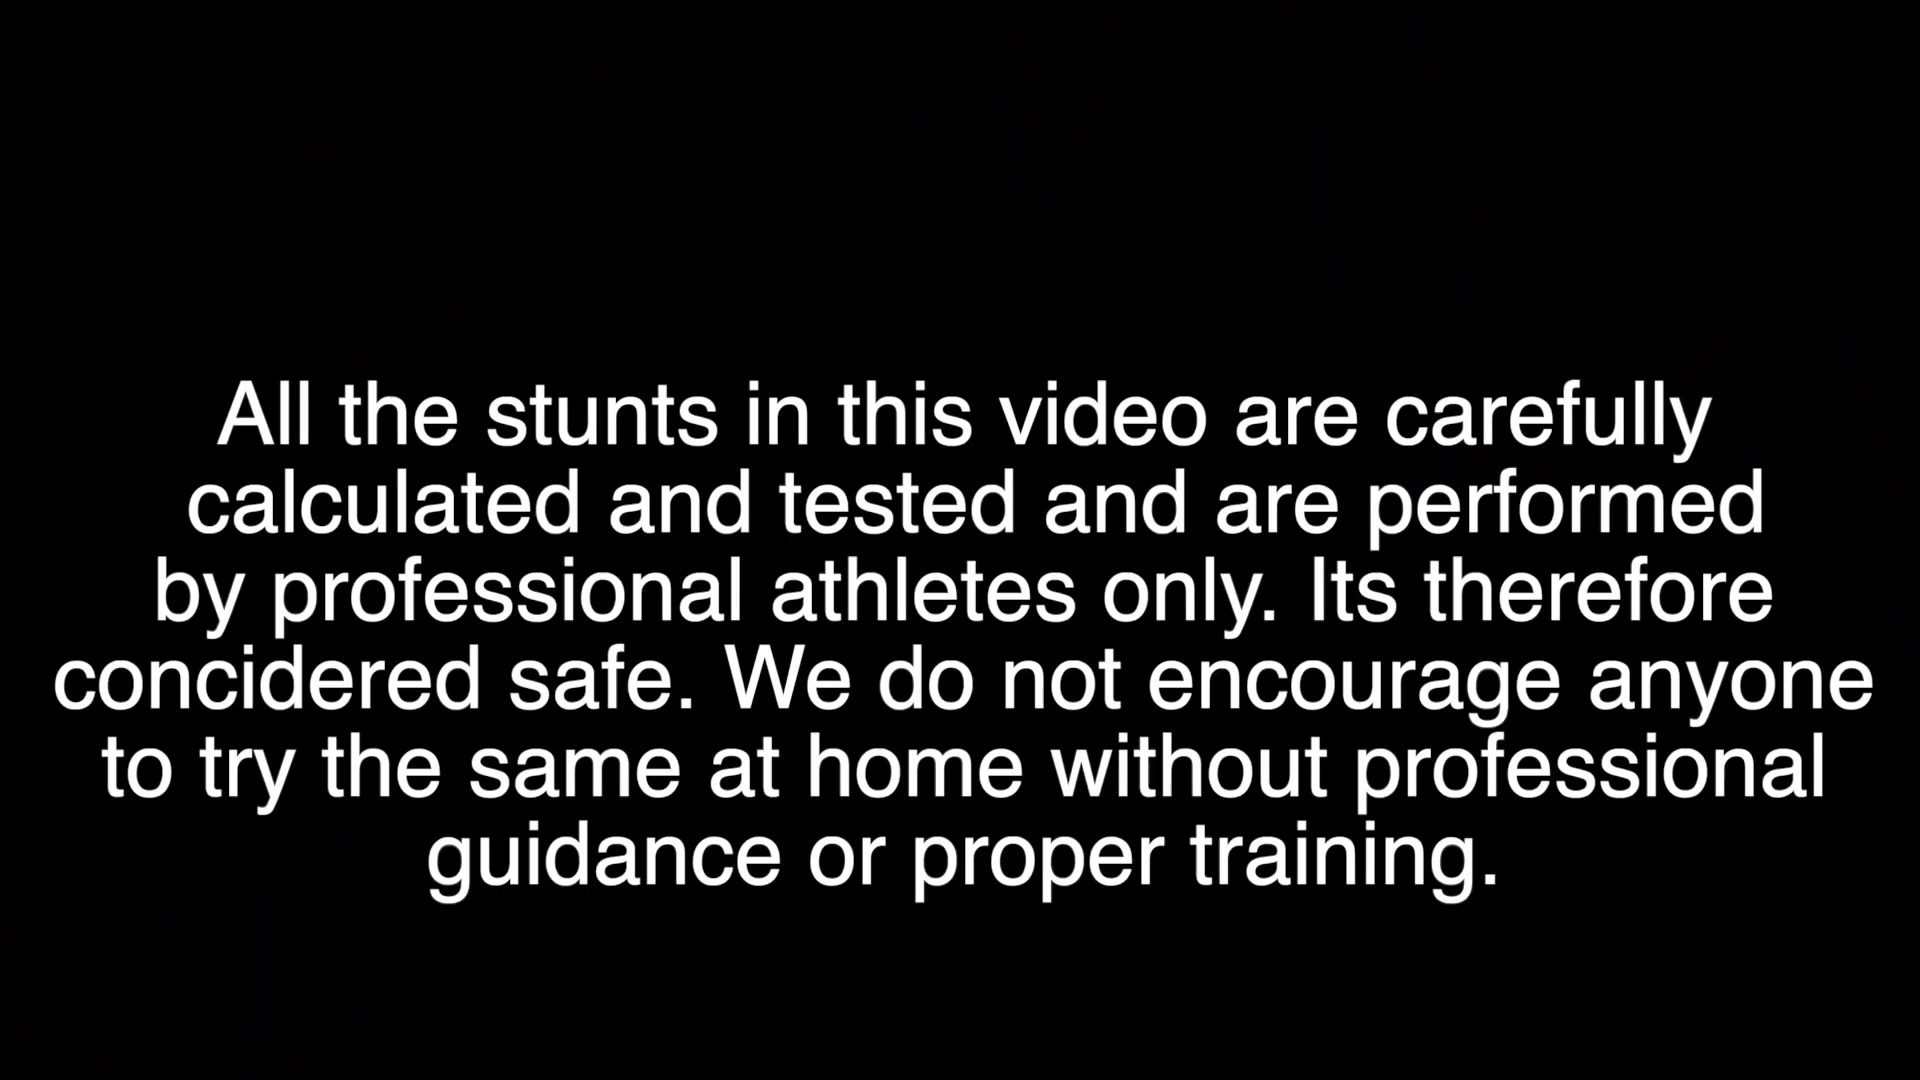 All the stunts in this video are carefully
calculated and tested and are performed
by professional athletes only. Its therefore
concidered safe. We do not encourage anyone
to try the same at home without professional
guidance or proper training.